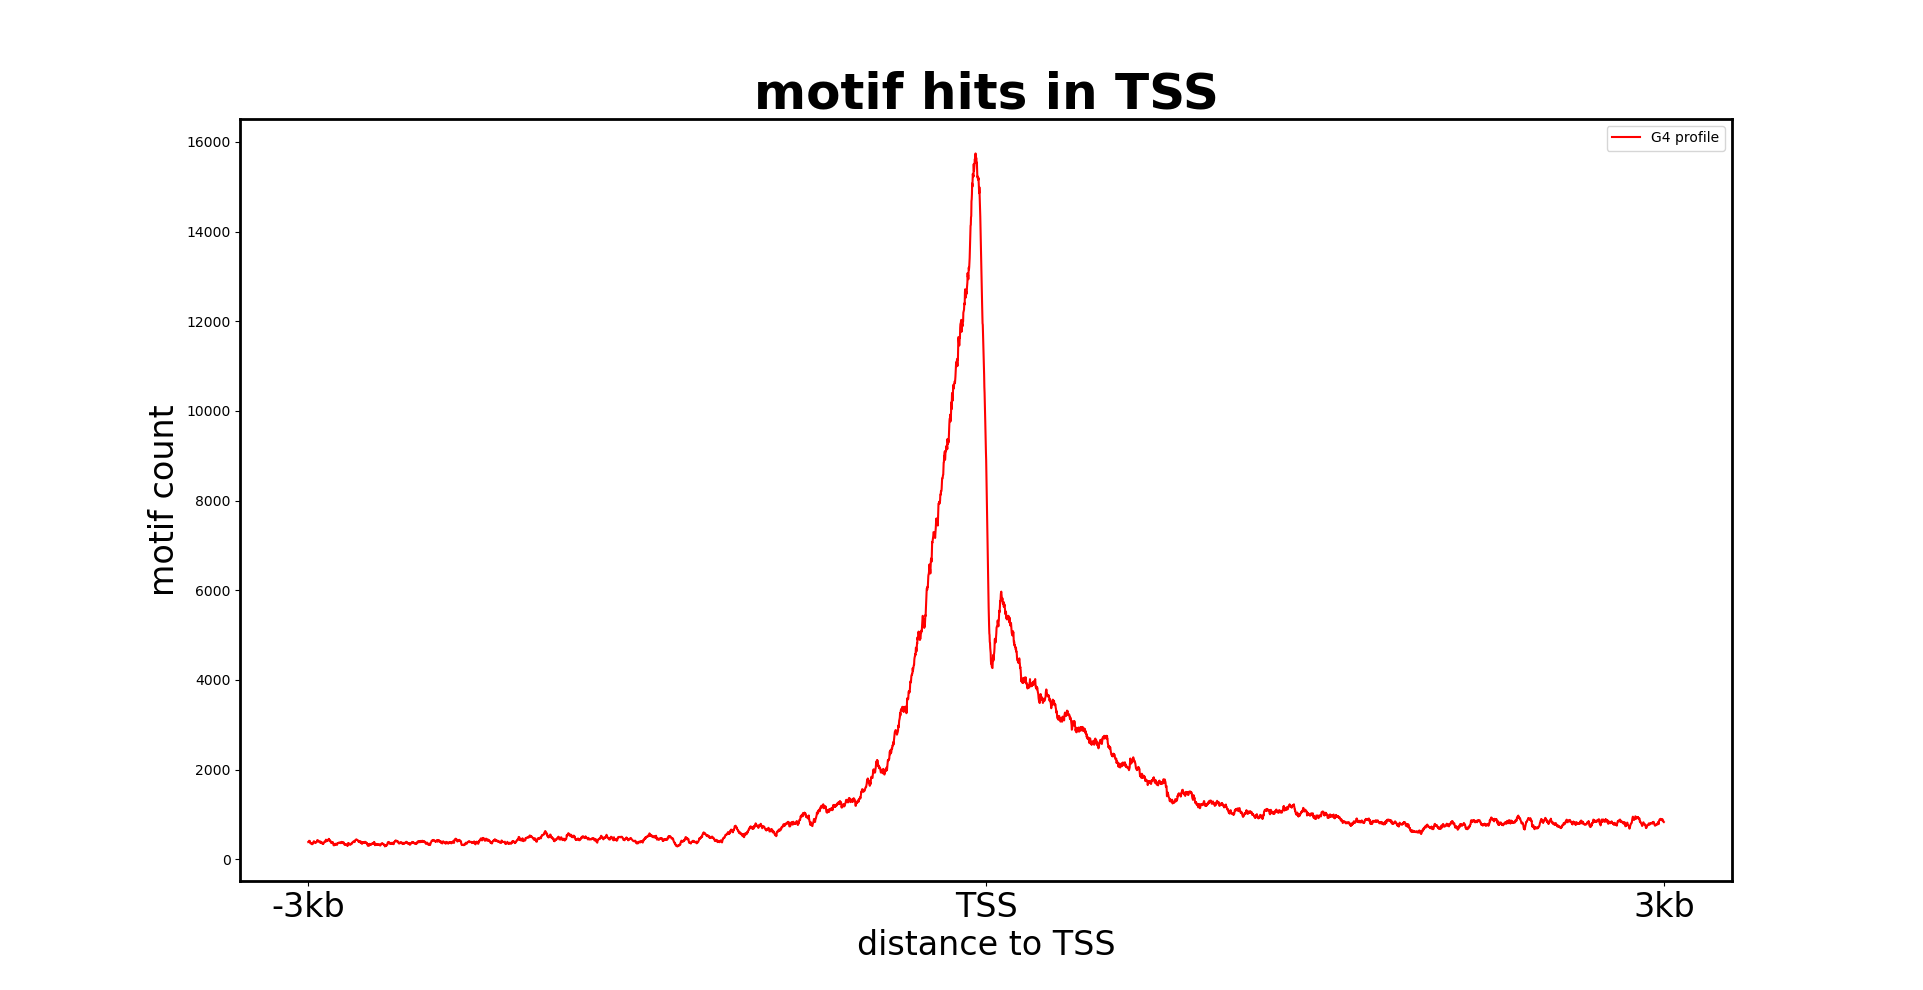 motif hits in TSS
G4 profile
16000
14000
12000
10000
8000
6000
4000
2000
0
motif count
-3kb TSS 3kb
distance to TSS